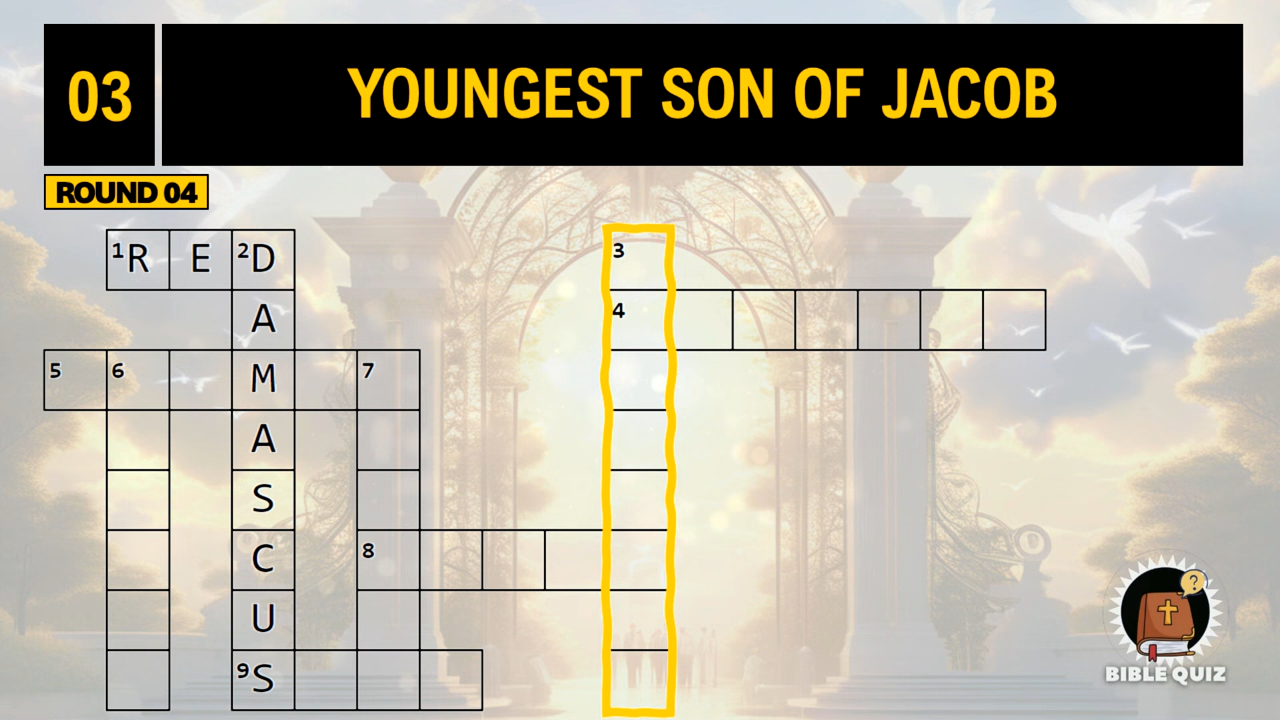 03
YOUNGEST SON OF JACOB
ROUND 04
1R E 2D
3
A
4
5 6 M 7
A
S
C
8
U
9S
?
BIBLE QUIZ